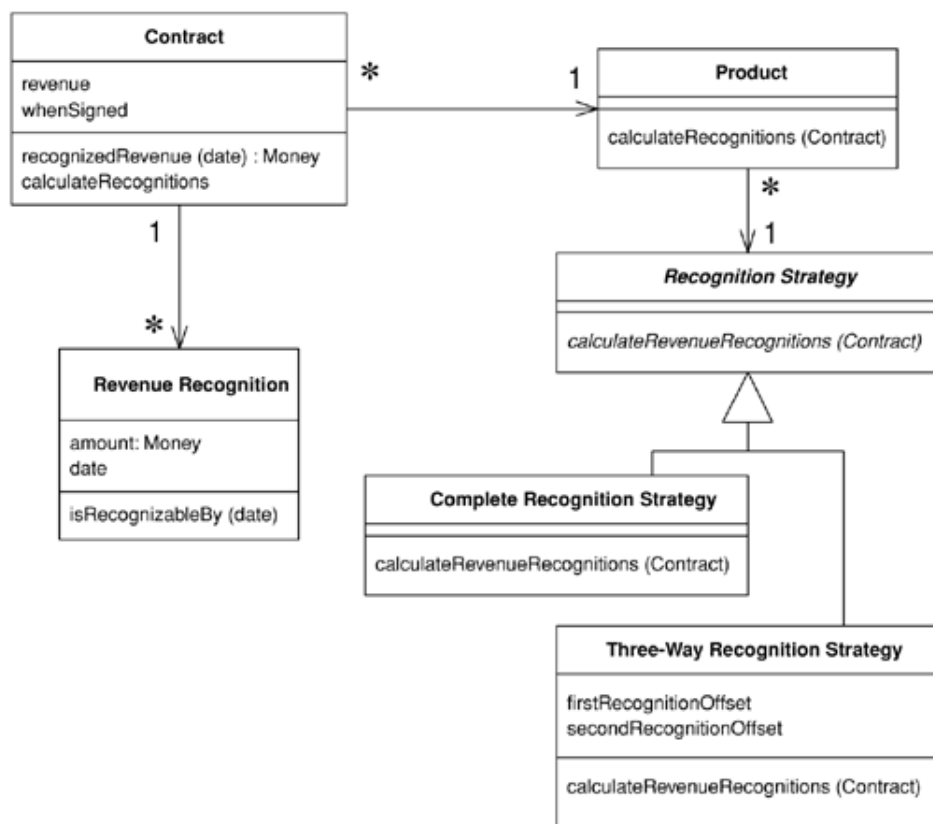 Contract
revenue
whenSigned
recognizedRevenue (date) : Money
calculateRecognitions
*
1
Product
calculateRecognitions (Contract)
*
1
Recognition Strategy
calculateRevenueRecognitions (Contract)
1
*
Revenue Recognition
amount: Money
date
isRecognizableBy (date)
Complete Recognition Strategy
calculateRevenueRecognitions (Contract)
Three-Way Recognition Strategy
firstRecognitionOffset
secondRecognitionOffset
calculateRevenueRecognitions (Contract)